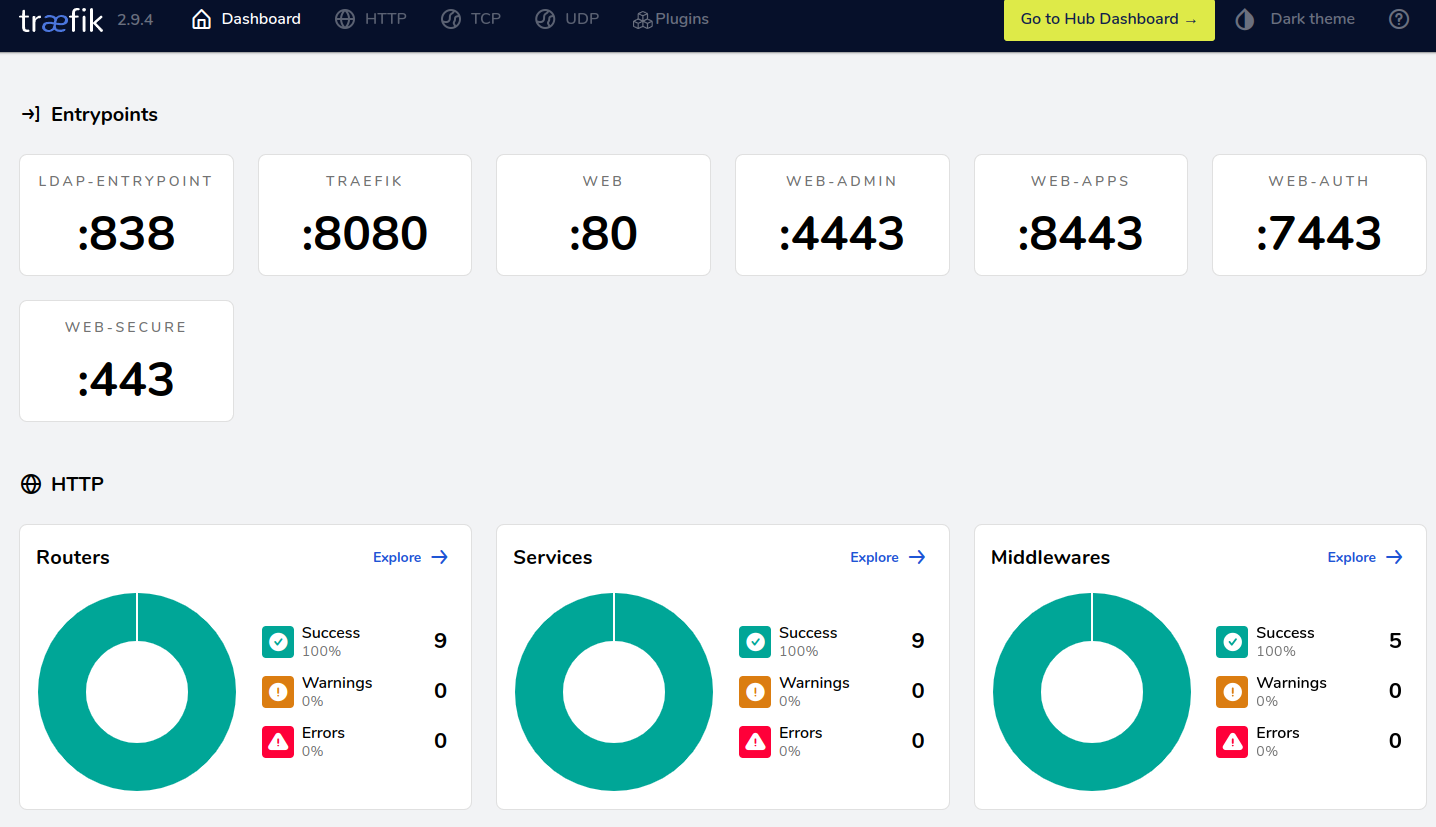 træfik 2.9.4 Dashboard HTTP TCP UDP Plugins Go to Hub Dashboard → Dark theme
Entrypoints
LDAP-ENTRYPOINT TRAEFIK WEB WEB-ADMIN WEB-APPS WEB-AUTH
:838 :8080 :80 :4443 :8443 :7443
WEB-SECURE
:443
HTTP
Routers Explore
Success 9
100%
Warnings 0
0%
Errors 0
0%
Services Explore
Success 9
100%
Warnings 0
0%
Errors 0
0%
Middlewares Explore
Success 5
100%
Warnings 0
0%
Errors 0
0%